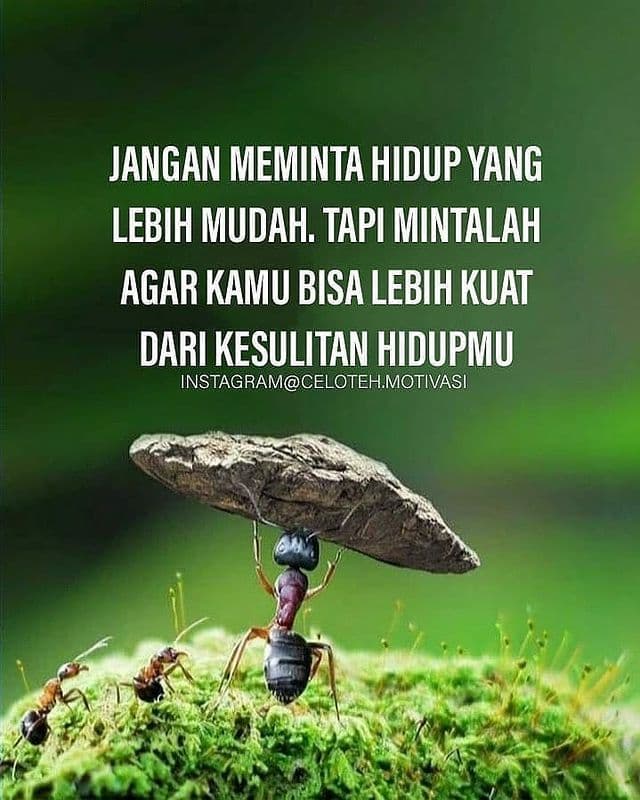 JANGAN MEMINTA HIDUP YANG
LEBIH MUDAH. TAPI MINTALAH
AGAR KAMU BISA LEBIH KUAT
DARI KESULITAN HIDUPMU
INSTAGRAM@CELOTEH.MOTIVASI